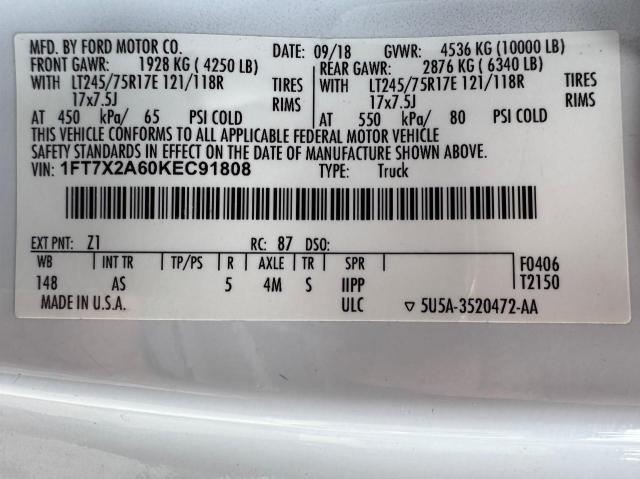 MFD. BY FORD MOTOR CO. DATE: 09/18 GVWR: 4536 KG (10000 LB)
FRONT GAWR: 1928 KG (4250 LB) REAR GAWR: 2876 KG (6340 LB)
WITH LT245/75R17E 121/118R TIRES WITH LT245/75R17E 121/118R TIRES
17x7.5J RIMS 17x7.5J RIMS
AT 450 kPa/ 65 PSI COLD AT 550 kPa/ 80 PSI COLD
THIS VEHICLE CONFORMS TO ALL APPLICABLE FEDERAL MOTOR VEHICLE
SAFETY STANDARDS IN EFFECT ON THE DATE OF MANUFACTURE SHOWN ABOVE.
VIN: 1FT7X2A60KEC91808 TYPE: Truck
EXT PNT: Z1 RC: 87 DSO:
WB INT TR TP/PS R AXLE TR SPR F0406
148 AS 5 4M S IIPP T2150
MADE IN U.S.A. ULC ▽ 5U5A-3520472-AA